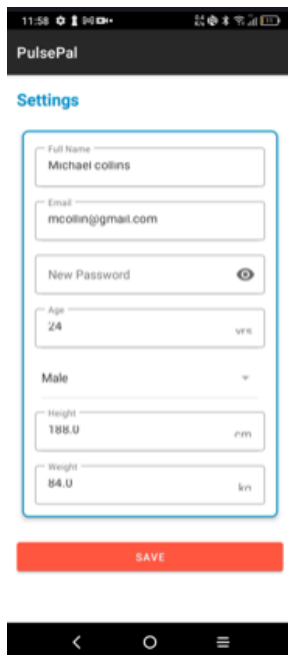 11:58
PulsePal
Settings
Full Name
Michael collins
Email
mcollin@gmail.com
New Password
Age
24 yrs
Male
Height
188.0 cm
Weight
84.0 kg
SAVE